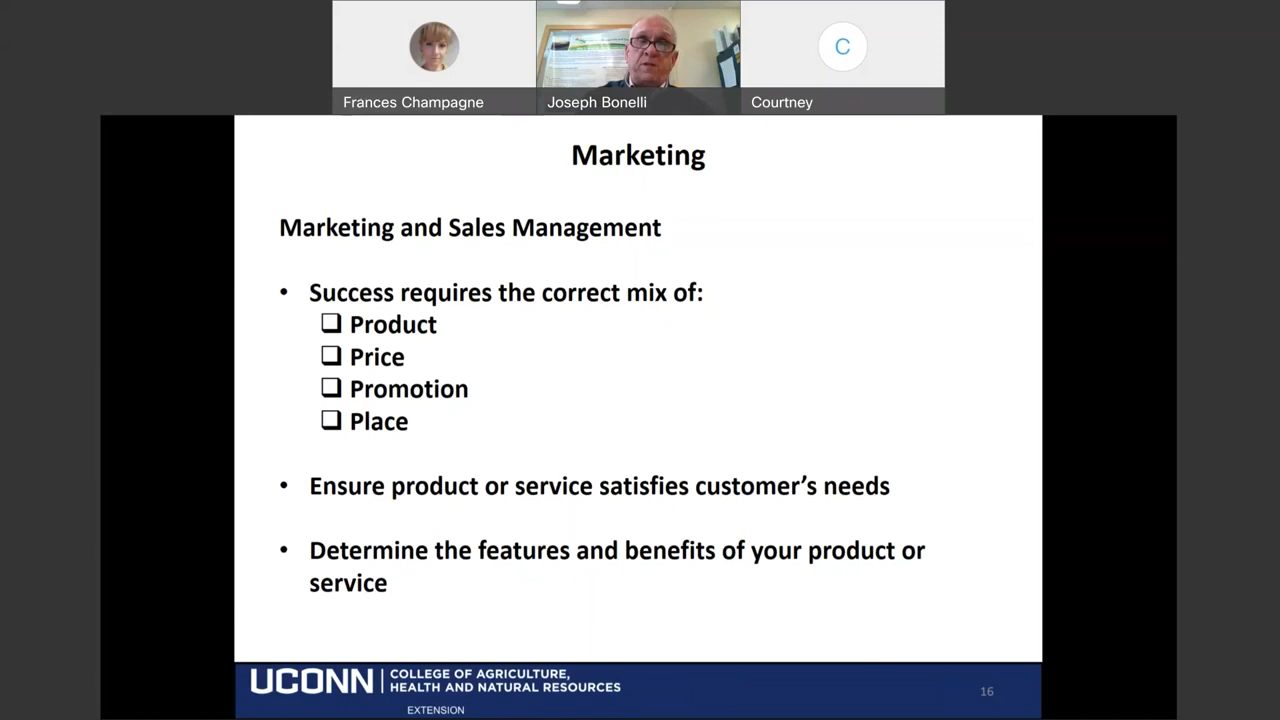 Frances Champagne
Joseph Bonelli
C
Courtney
Marketing
Marketing and Sales Management
• Success requires the correct mix of:
❑ Product
❑ Price
❑ Promotion
❑ Place
• Ensure product or service satisfies customer’s needs
• Determine the features and benefits of your product or
service
UCONN
COLLEGE OF AGRICULTURE,
HEALTH AND NATURAL RESOURCES
EXTENSION
16